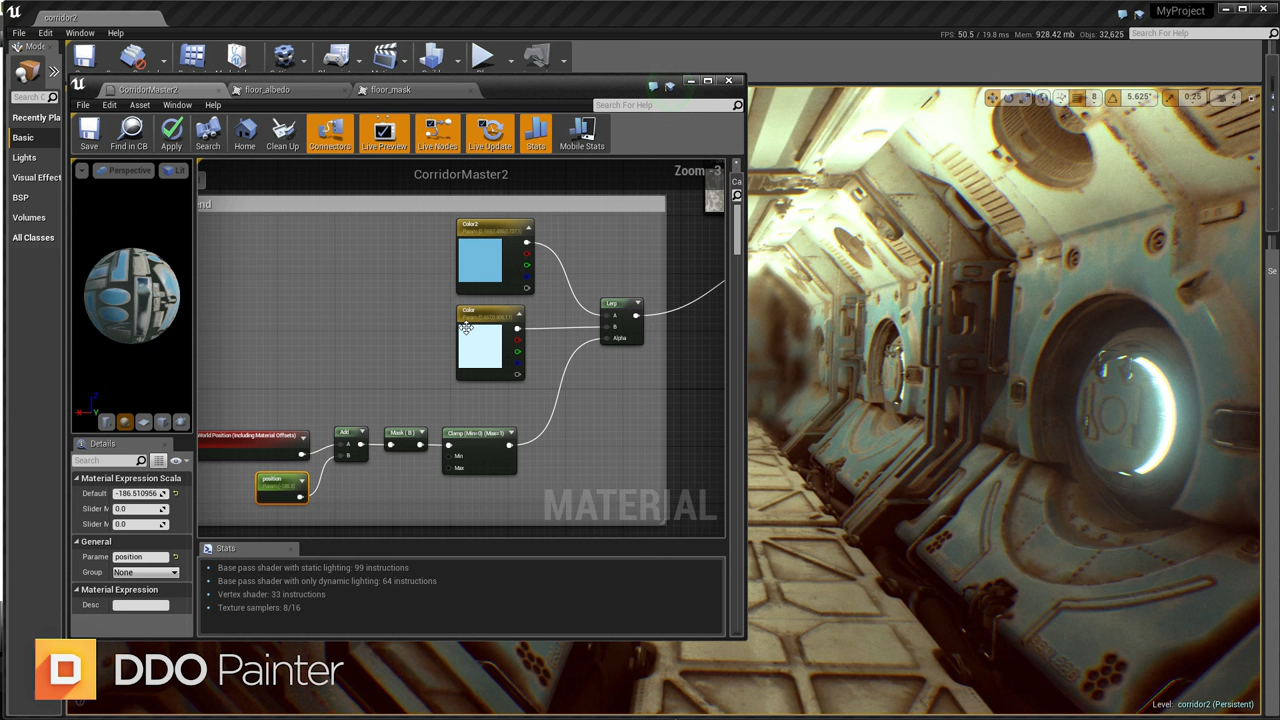 corridor2
MyProject
File Edit Window Help
FPS: 50.5 / 19.8 ms Mem: 928.42 mb Objs: 32,625
Search For Help
Mode
CorridorMaster2
floor_albedo
floor_mask
File Edit Asset Window Help
Search For Help
8
5.625°
0.25
4
Search C
Recently Pla
Basic
Lights
Visual Effect
BSP
Volumes
All Classes
Save
Find in CB
Apply
Search
Home
Clean Up
Connectors
Live Preview
Live Nodes
Live Update
Stats
Mobile Stats
Perspective
Lit
CorridorMaster2
Zoom -3
Ca
end
Color2
Color
Lerp
A
B
Alpha
World Position (Including Material Offsets)
Add
A
B
Mask ( B )
Clamp (Min=0) (Max=1)
Min
Max
position
Z
X
Y
MATERIAL
Se
Details
Search
Material Expression Scala
Default -186.510956
Slider M 0.0
Slider M 0.0
General
Parame position
Group None
Material Expression
Desc
Stats
Base pass shader with static lighting: 99 instructions
Base pass shader with only dynamic lighting: 64 instructions
Vertex shader: 33 instructions
Texture samplers: 8/16
DDO Painter
Level: corridor2 (Persistent)